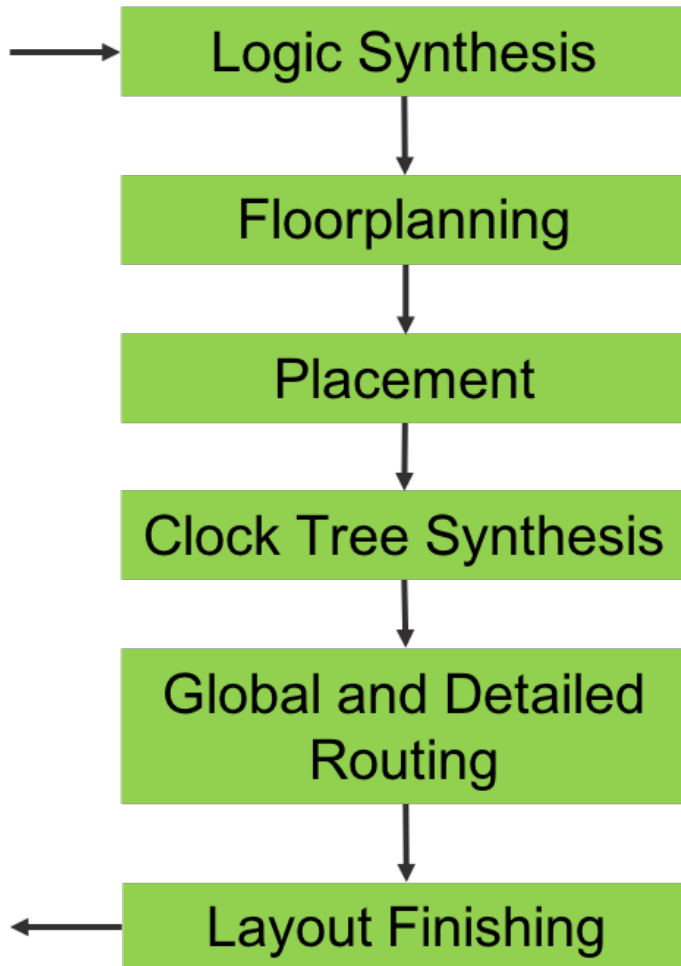 Logic Synthesis
Floorplanning
Placement
Clock Tree Synthesis
Global and Detailed
Routing
Layout Finishing